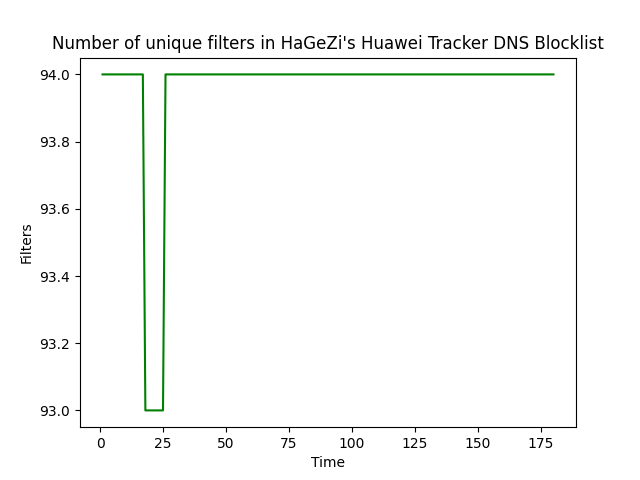 Number of unique filters in HaGeZi's Huawei Tracker DNS Blocklist
94.0
93.8
93.6
93.4
93.2
93.0
Filters
0 25 50 75 100 125 150 175
Time